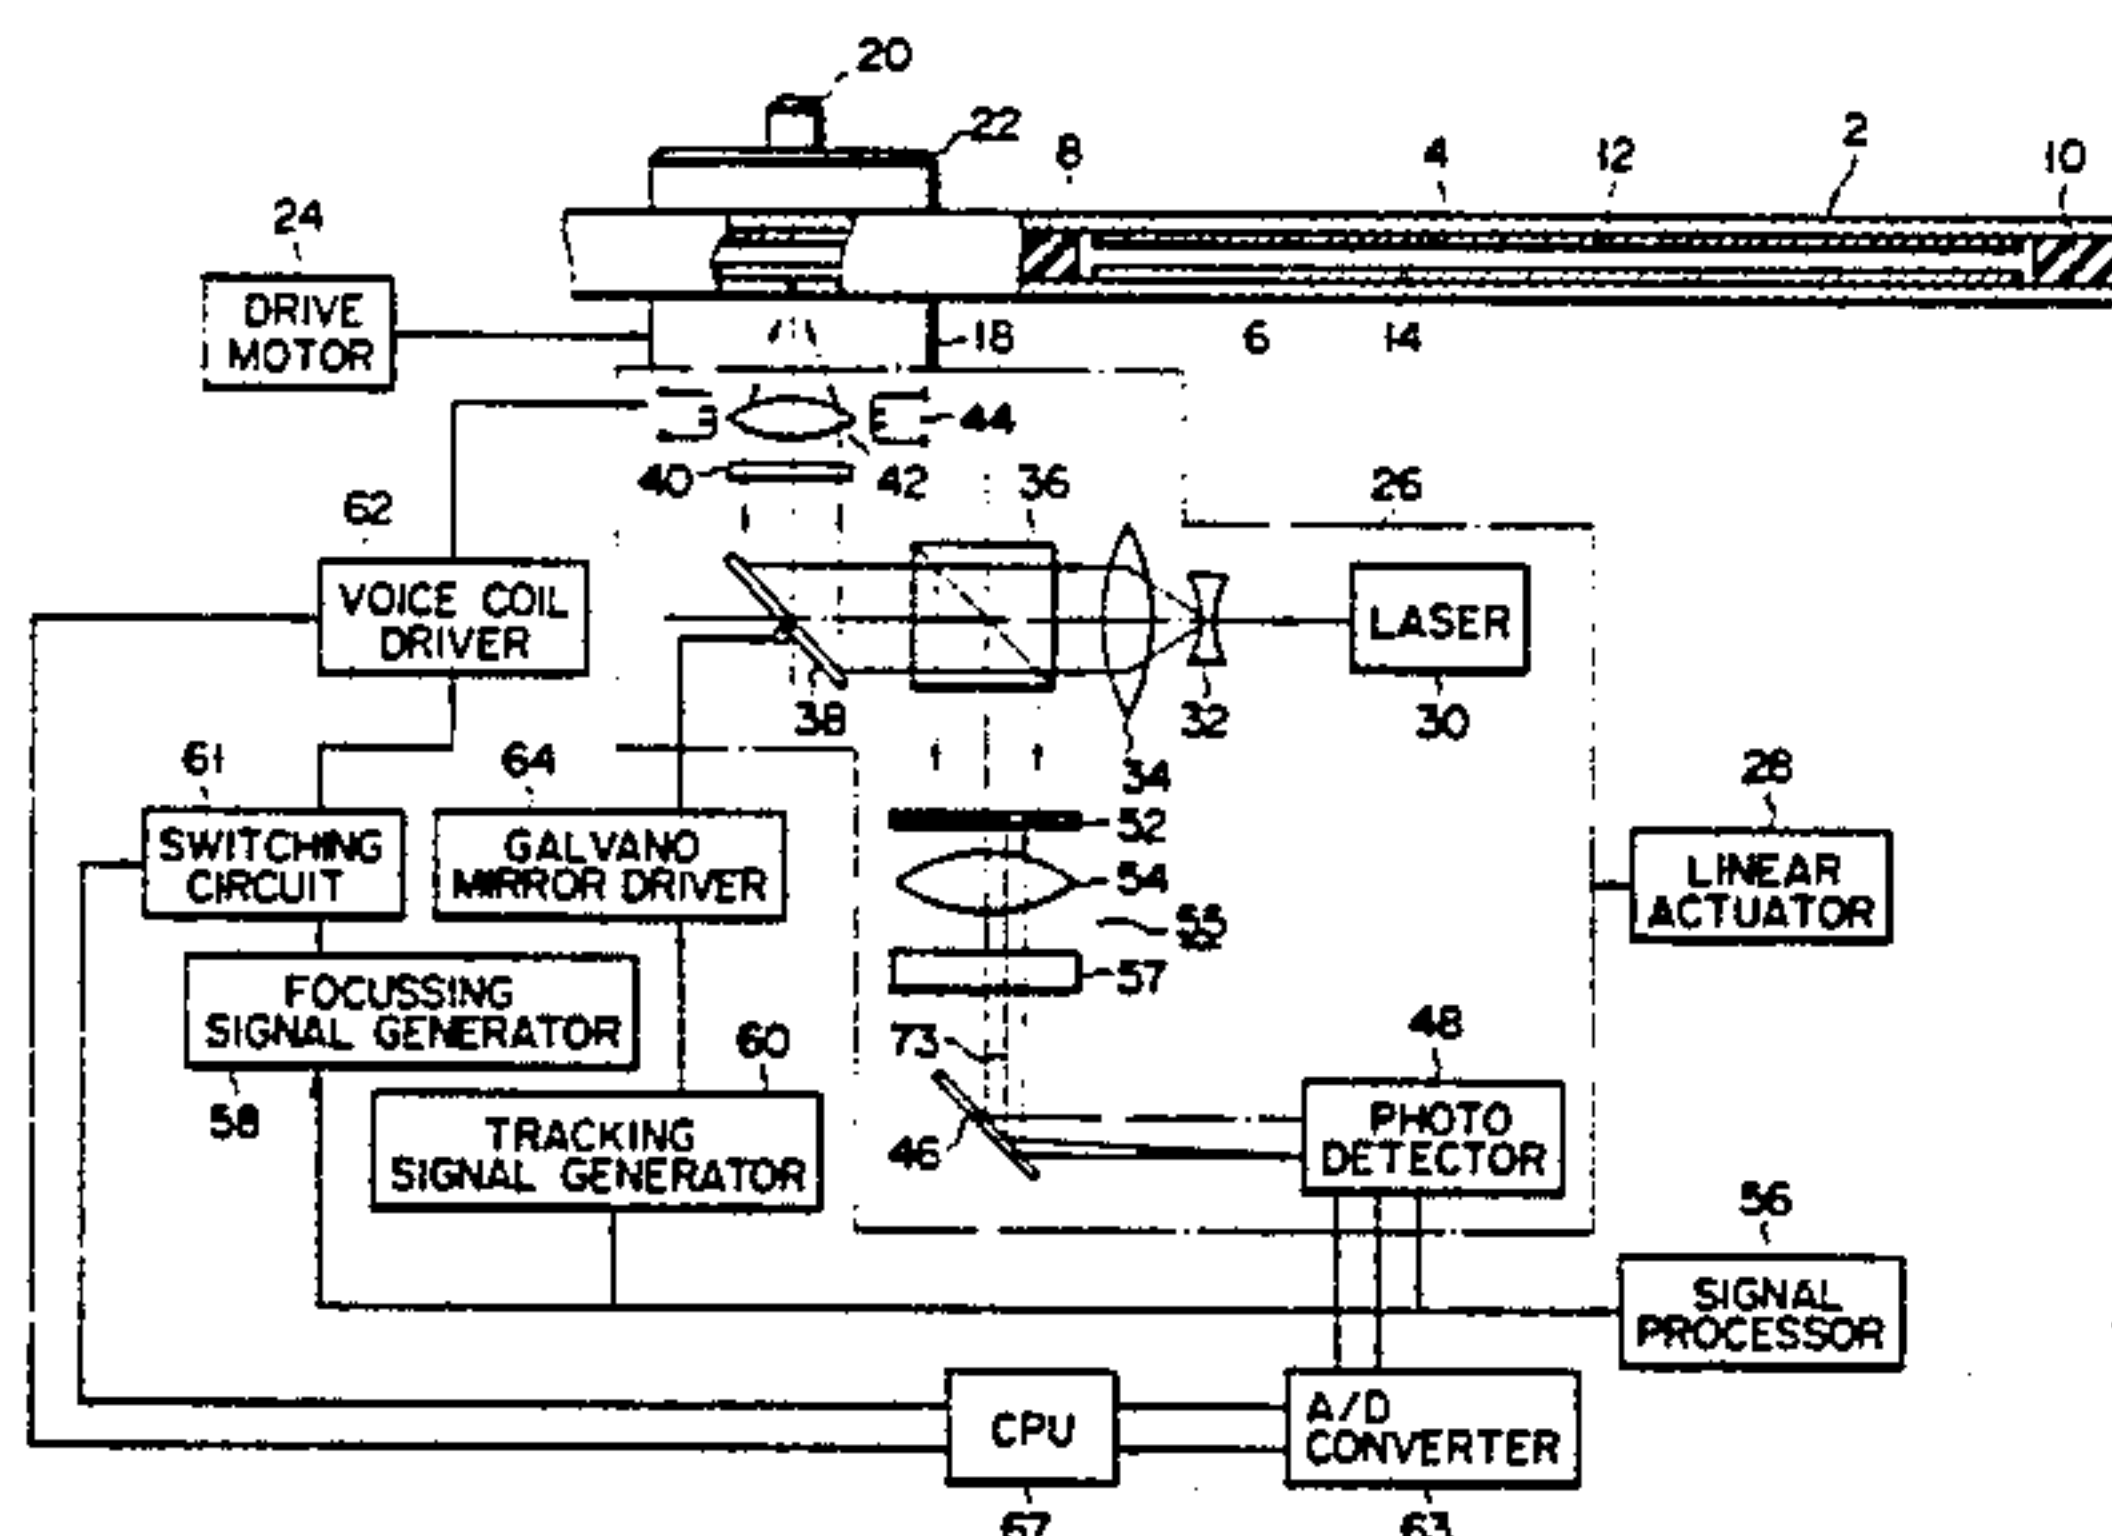 20
22
8
4
12
2
10
24
DRIVE
MOTOR
18
6
14
44
40
42
36
26
62
VOICE COIL
DRIVER
LASER
38
32
30
34
61
64
28
SWITCHING
CIRCUIT
GALVANO
MIRROR DRIVER
52
54
LINEAR
ACTUATOR
55
57
FOCUSSING
SIGNAL GENERATOR
58
60
73
48
TRACKING
SIGNAL GENERATOR
46
PHOTO
DETECTOR
56
SIGNAL
PROCESSOR
CPU
A/D
CONVERTER
67
63